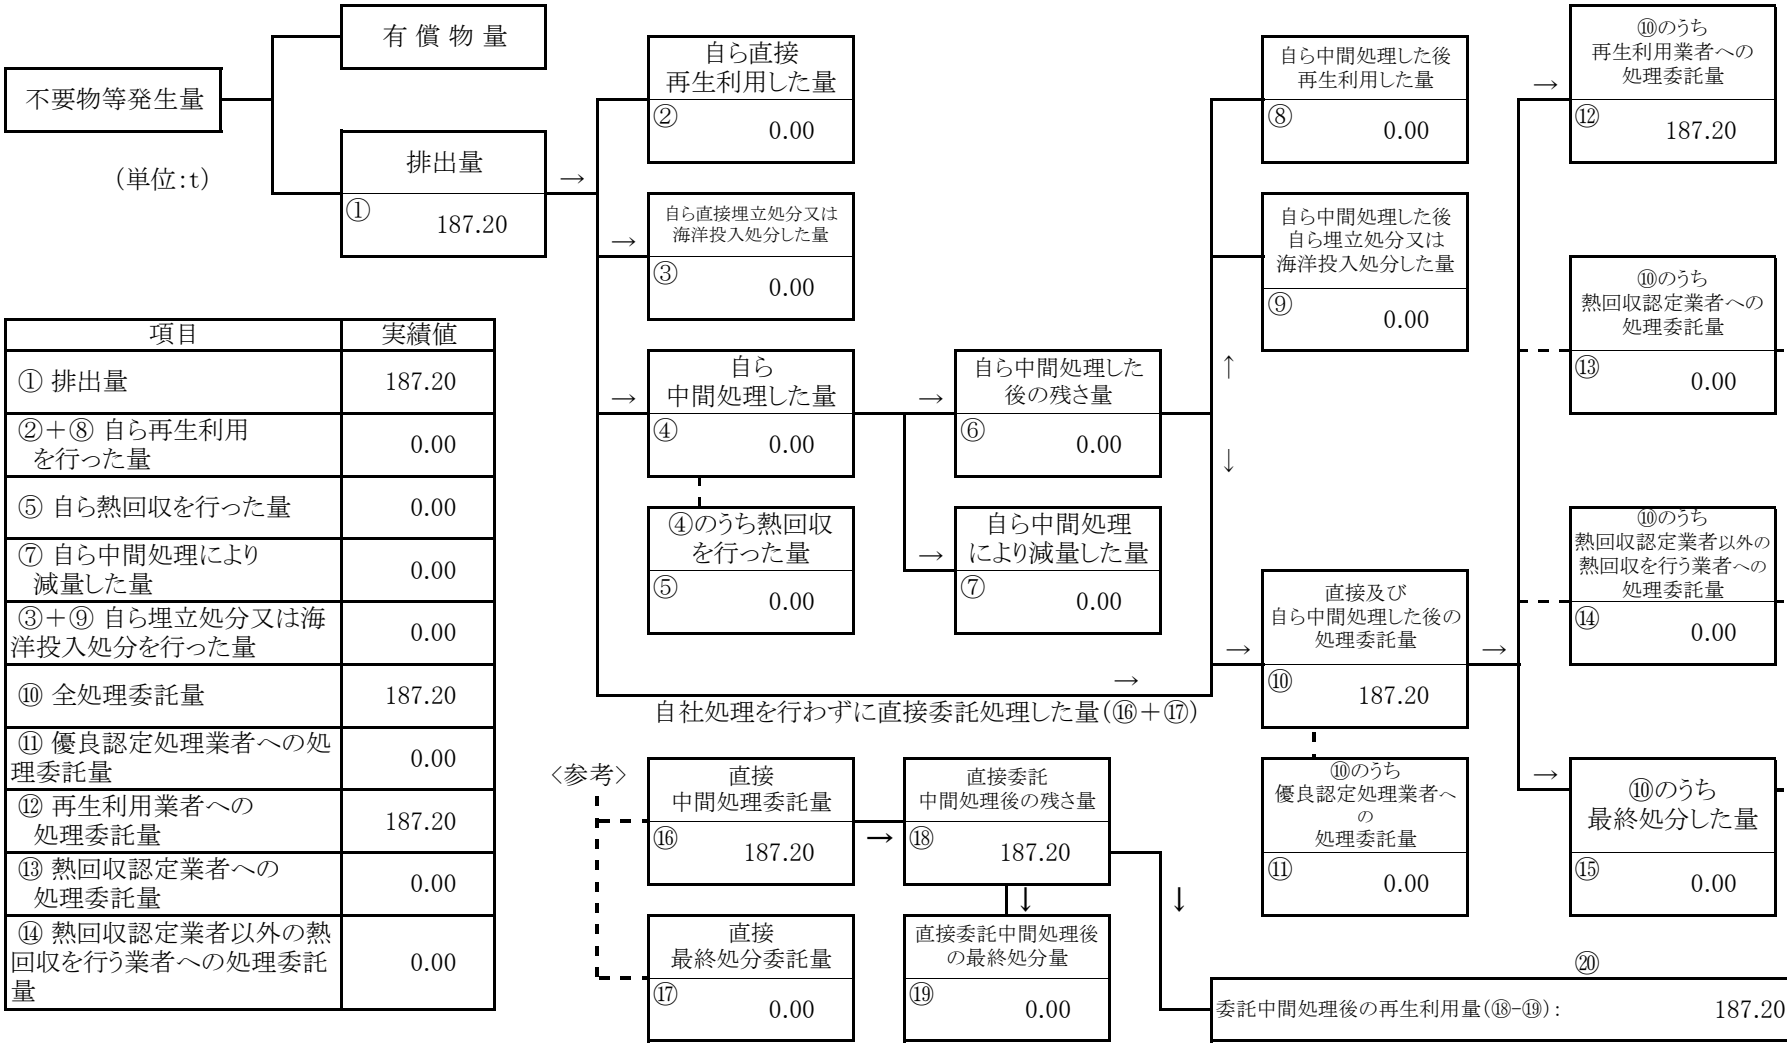 有 償 物 量
不要物等発生量
(単位:t)
排出量
① 187.20
→
自ら直接
再生利用した量
② 0.00
→
自ら直接埋立処分又は
海洋投入処分した量
③ 0.00
→
自ら
中間処理した量
④ 0.00
④のうち熱回収
を行った量
⑤ 0.00
→
自ら中間処理した
後の残さ量
⑥ 0.00
→
自ら中間処理
により減量した量
⑦ 0.00
→
自社処理を行わずに直接委託処理した量(⑯+⑰)
↑
↓
自ら中間処理した後
再生利用した量
⑧ 0.00
自ら中間処理した後
自ら埋立処分又は
海洋投入処分した量
⑨ 0.00
→
直接及び
自ら中間処理した後の
処理委託量
⑩ 187.20
⑩のうち
優良認定処理業者へ
の
処理委託量
⑪ 0.00
→
→
⑩のうち
再生利用業者への
処理委託量
⑫ 187.20
⑩のうち
熱回収認定業者への
処理委託量
⑬ 0.00
⑩のうち
熱回収認定業者以外の
熱回収を行う業者への
処理委託量
⑭ 0.00
→
⑩のうち
最終処分した量
⑮ 0.00
項目 実績値
① 排出量 187.20
②+⑧ 自ら再生利用
を行った量 0.00
⑤ 自ら熱回収を行った量 0.00
⑦ 自ら中間処理により
減量した量 0.00
③+⑨ 自ら埋立処分又は海
洋投入処分を行った量 0.00
⑩ 全処理委託量 187.20
⑪ 優良認定処理業者への処
理委託量 0.00
⑫ 再生利用業者への
処理委託量 187.20
⑬ 熱回収認定業者への
処理委託量 0.00
⑭ 熱回収認定業者以外の熱
回収を行う業者への処理委託
量 0.00
<参考>
直接
中間処理委託量
⑯ 187.20
→
直接委託
中間処理後の残さ量
⑱ 187.20
↓
↓
直接
最終処分委託量
⑰ 0.00
直接委託中間処理後
の最終処分量
⑲ 0.00
⑳
委託中間処理後の再生利用量(⑱-⑲): 187.20